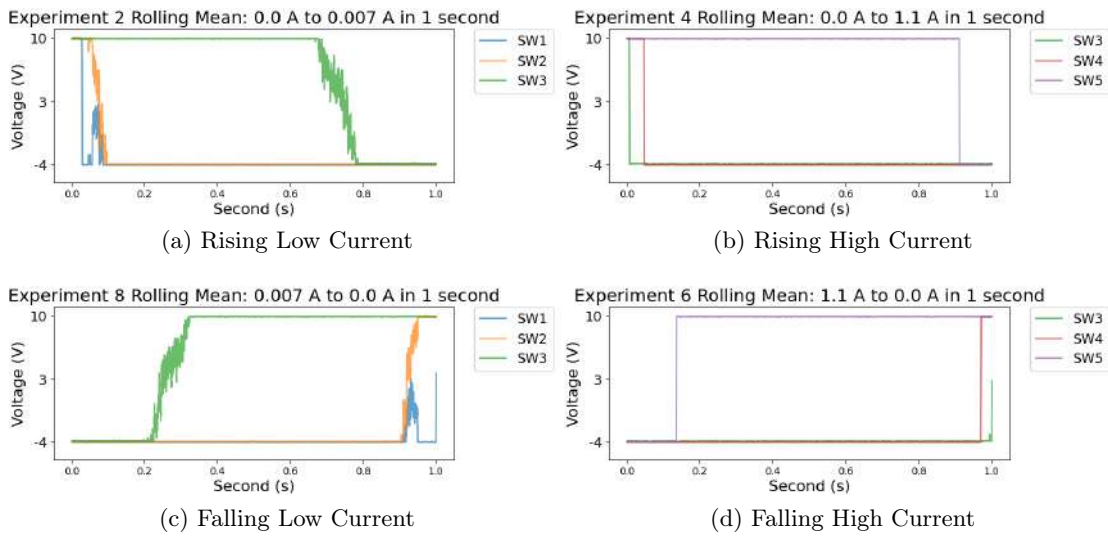 Experiment 2 Rolling Mean: 0.0 A to 0.007 A in 1 second
10
3
-4
Voltage (V)
0.0 0.2 0.4 0.6 0.8 1.0
Second (s)
SW1
SW2
SW3
(a) Rising Low Current
Experiment 4 Rolling Mean: 0.0 A to 1.1 A in 1 second
10
3
-4
Voltage (V)
0.0 0.2 0.4 0.6 0.8 1.0
Second (s)
SW3
SW4
SW5
(b) Rising High Current
Experiment 8 Rolling Mean: 0.007 A to 0.0 A in 1 second
10
3
-4
Voltage (V)
0.0 0.2 0.4 0.6 0.8 1.0
Second (s)
SW1
SW2
SW3
(c) Falling Low Current
Experiment 6 Rolling Mean: 1.1 A to 0.0 A in 1 second
10
3
-4
Voltage (V)
0.0 0.2 0.4 0.6 0.8 1.0
Second (s)
SW3
SW4
SW5
(d) Falling High Current